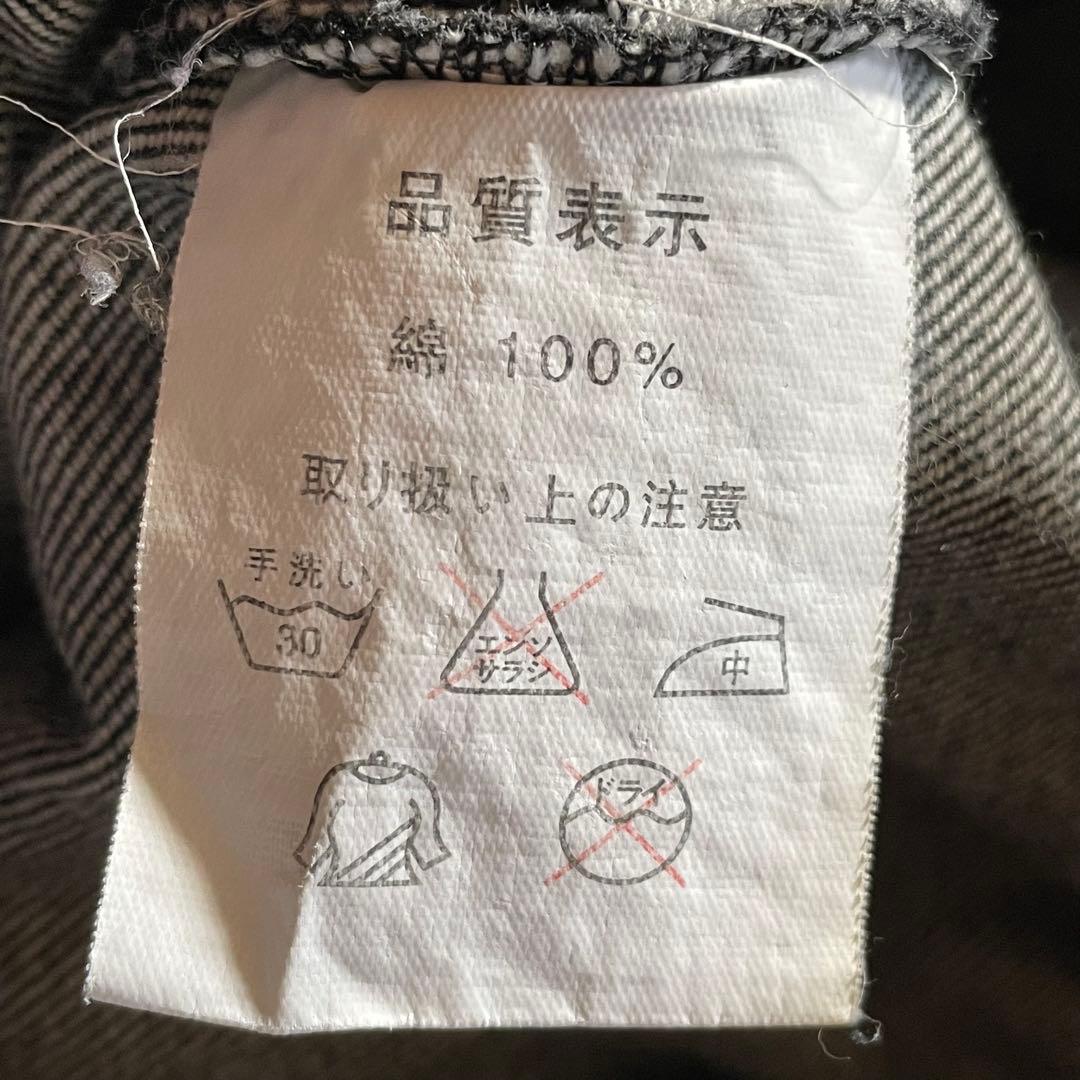 品質表示
綿 100%
取り扱い上の注意
手洗い
30
エンソ
サラシ
中
ドライ